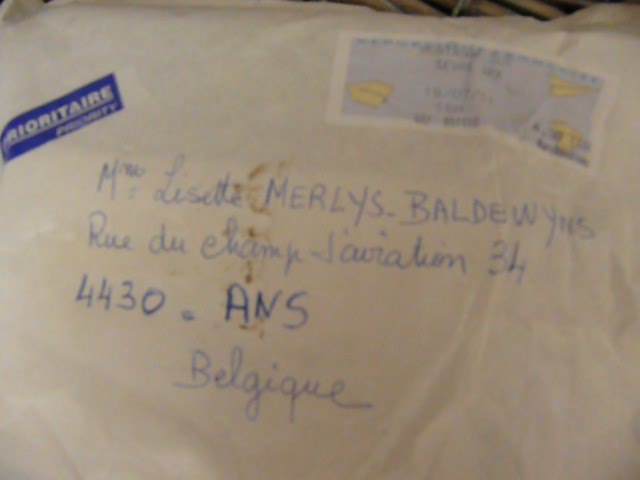 PRIORITAIRE
PRIORITY
Mme Lisette MERLYS-BALDEWYNS
Rue du champ d'aviation 34
4430 - ANS
Belgique